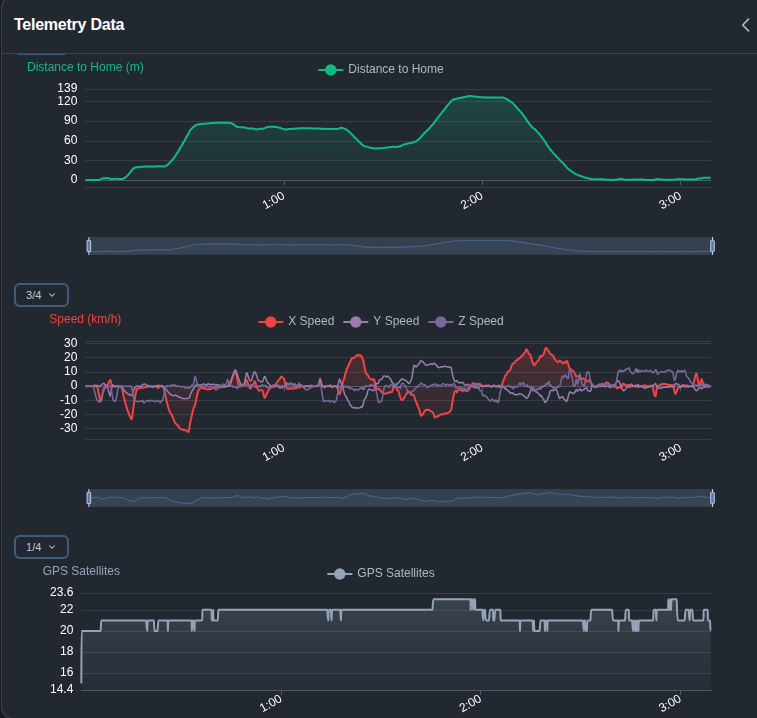 Telemetry Data
Distance to Home (m)
Distance to Home
139
120
90
60
30
0
1:00 2:00 3:00
3/4
Speed (km/h)
X Speed Y Speed Z Speed
30
20
10
0
-10
-20
-30
1:00 2:00 3:00
1/4
GPS Satellites
GPS Satellites
23.6
22
20
18
16
14.4
1:00 2:00 3:00